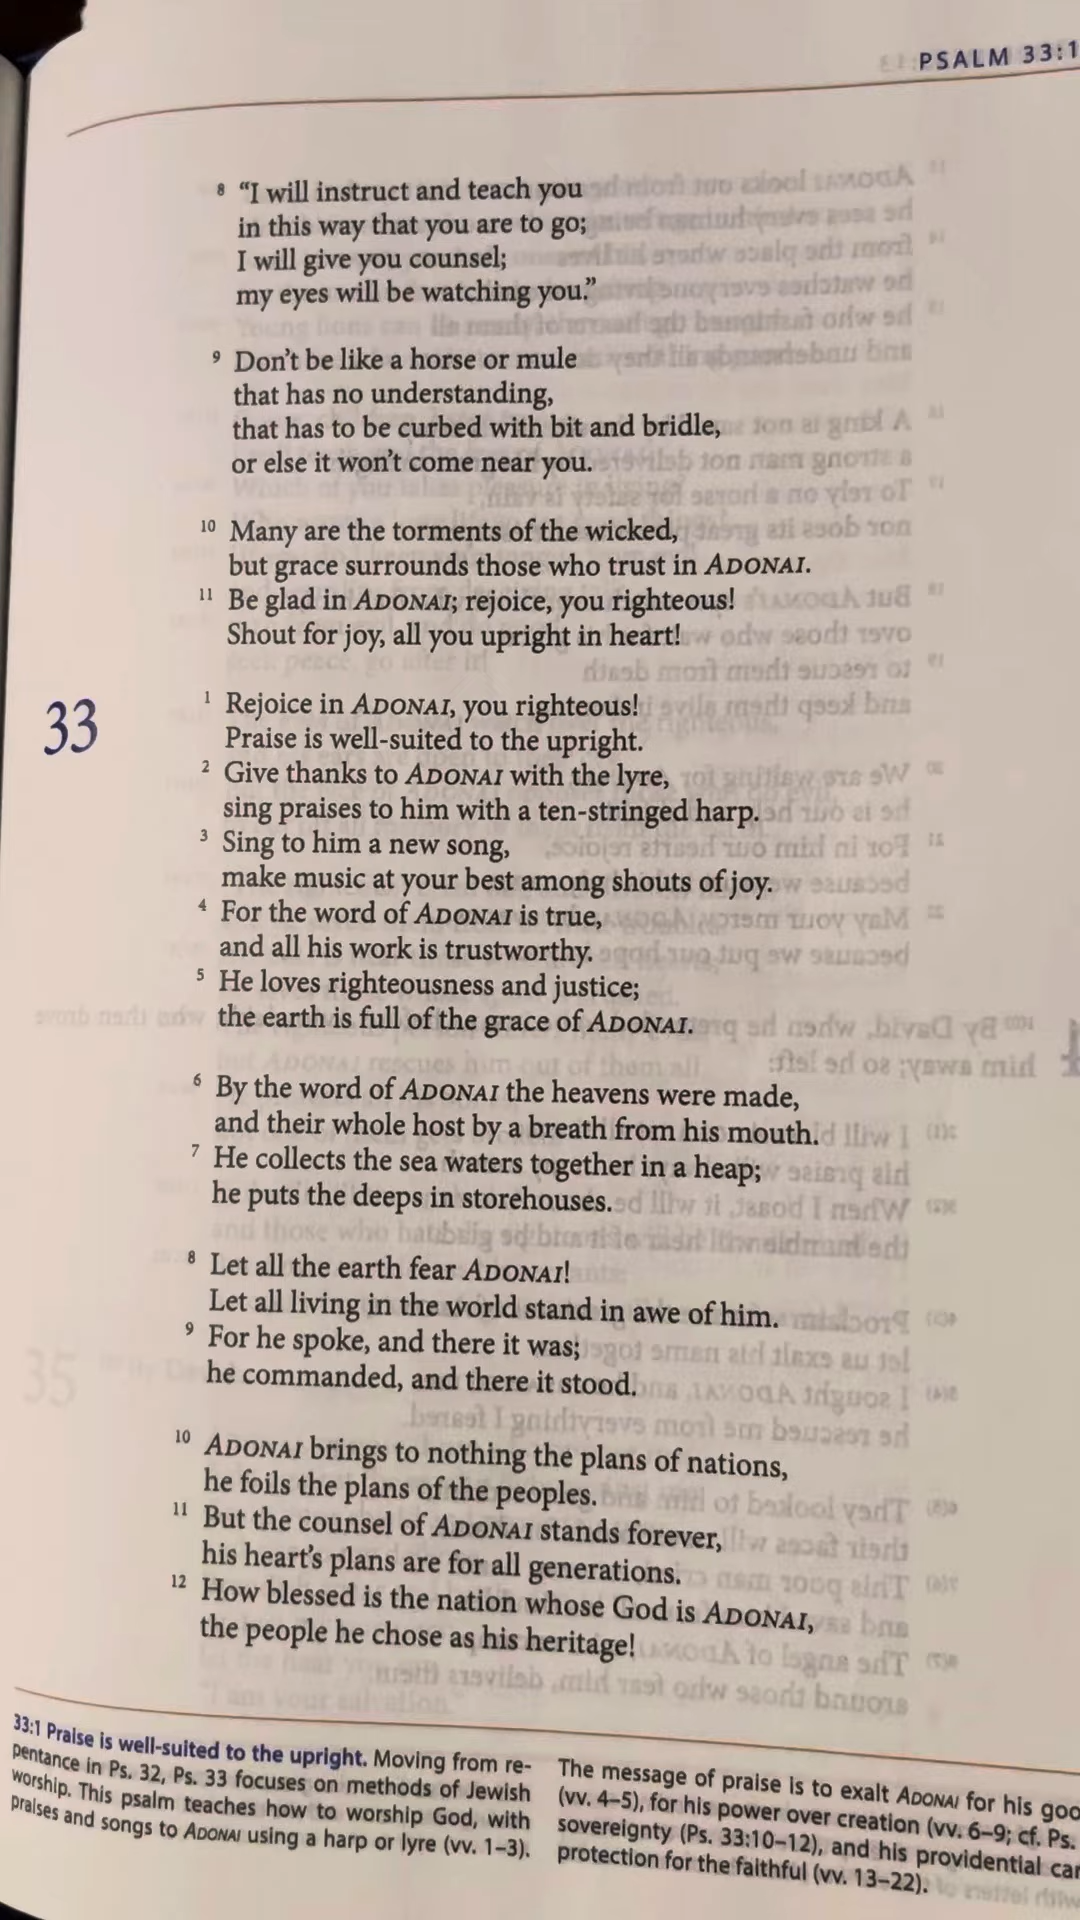 PSALM 33:1
8 “I will instruct and teach you
in this way that you are to go;
I will give you counsel;
my eyes will be watching you.”
9 Don’t be like a horse or mule
that has no understanding,
that has to be curbed with bit and bridle,
or else it won’t come near you.
10 Many are the torments of the wicked,
but grace surrounds those who trust in ADONAI.
11 Be glad in ADONAI; rejoice, you righteous!
Shout for joy, all you upright in heart!
33
1 Rejoice in ADONAI, you righteous!
Praise is well-suited to the upright.
2 Give thanks to ADONAI with the lyre,
sing praises to him with a ten-stringed harp.
3 Sing to him a new song,
make music at your best among shouts of joy.
4 For the word of ADONAI is true,
and all his work is trustworthy.
5 He loves righteousness and justice;
the earth is full of the grace of ADONAI.
6 By the word of ADONAI the heavens were made,
and their whole host by a breath from his mouth.
7 He collects the sea waters together in a heap;
he puts the deeps in storehouses.
8 Let all the earth fear ADONAI!
Let all living in the world stand in awe of him.
9 For he spoke, and there it was;
he commanded, and there it stood.
10 ADONAI brings to nothing the plans of nations,
he foils the plans of the peoples.
11 But the counsel of ADONAI stands forever,
his heart’s plans are for all generations.
12 How blessed is the nation whose God is ADONAI,
the people he chose as his heritage!
33:1 Praise is well-suited to the upright. Moving from re-
pentance in Ps. 32, Ps. 33 focuses on methods of Jewish
worship. This psalm teaches how to worship God, with
praises and songs to ADONAI using a harp or lyre (vv. 1–3).
The message of praise is to exalt ADONAI for his
(vv. 4–5), for his power over creation (vv. 6–9; cf. Ps.
sovereignty (Ps. 33:10–12), and his providential
protection for the faithful (vv. 13–22).